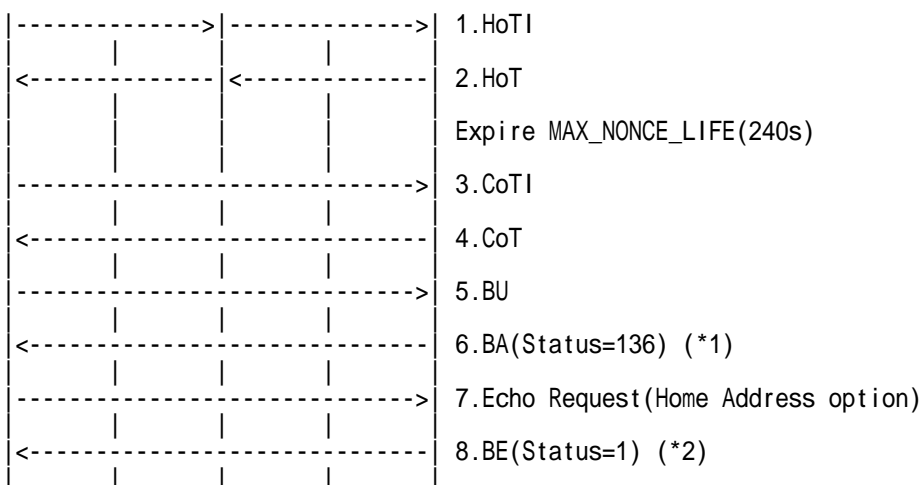 |-------------->|-------------->| 1.HoTI
|<--------------|<--------------| 2.HoT
Expire MAX_NONCE_LIFE(240s)
|------------------------------>| 3.CoTI
|<------------------------------| 4.CoT
|------------------------------>| 5.BU
|<------------------------------| 6.BA(Status=136) (*1)
|------------------------------>| 7.Echo Request(Home Address option)
|<------------------------------| 8.BE(Status=1) (*2)